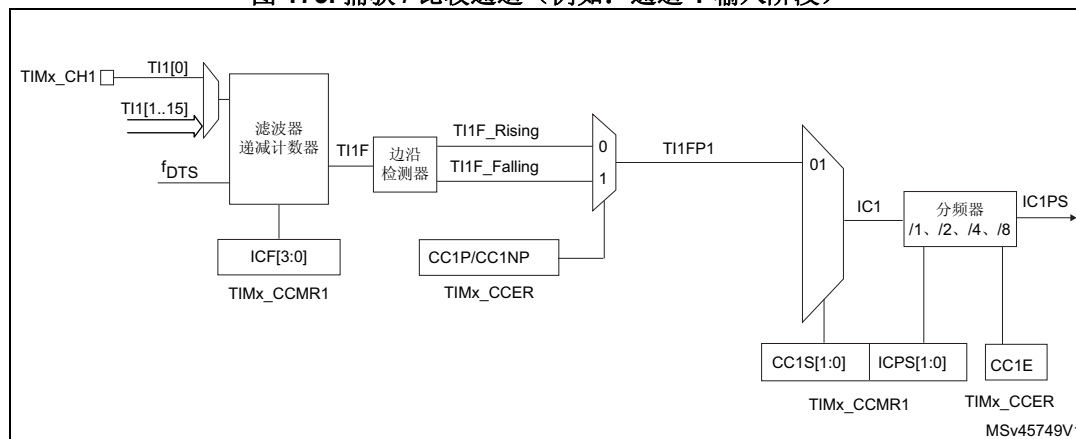 TIMx_CH1
TI1[0]
TI1[1..15]
fDTS
滤波器
递减计数器
TI1F
边沿
检测器
TI1F_Rising
TI1F_Falling
0
1
TI1FP1
01
IC1
分频器
/1、/2、/4、/8
IC1PS
ICF[3:0]
TIMx_CCMR1
CC1P/CC1NP
TIMx_CCER
CC1S[1:0]
ICPS[1:0]
TIMx_CCMR1
CC1E
TIMx_CCER